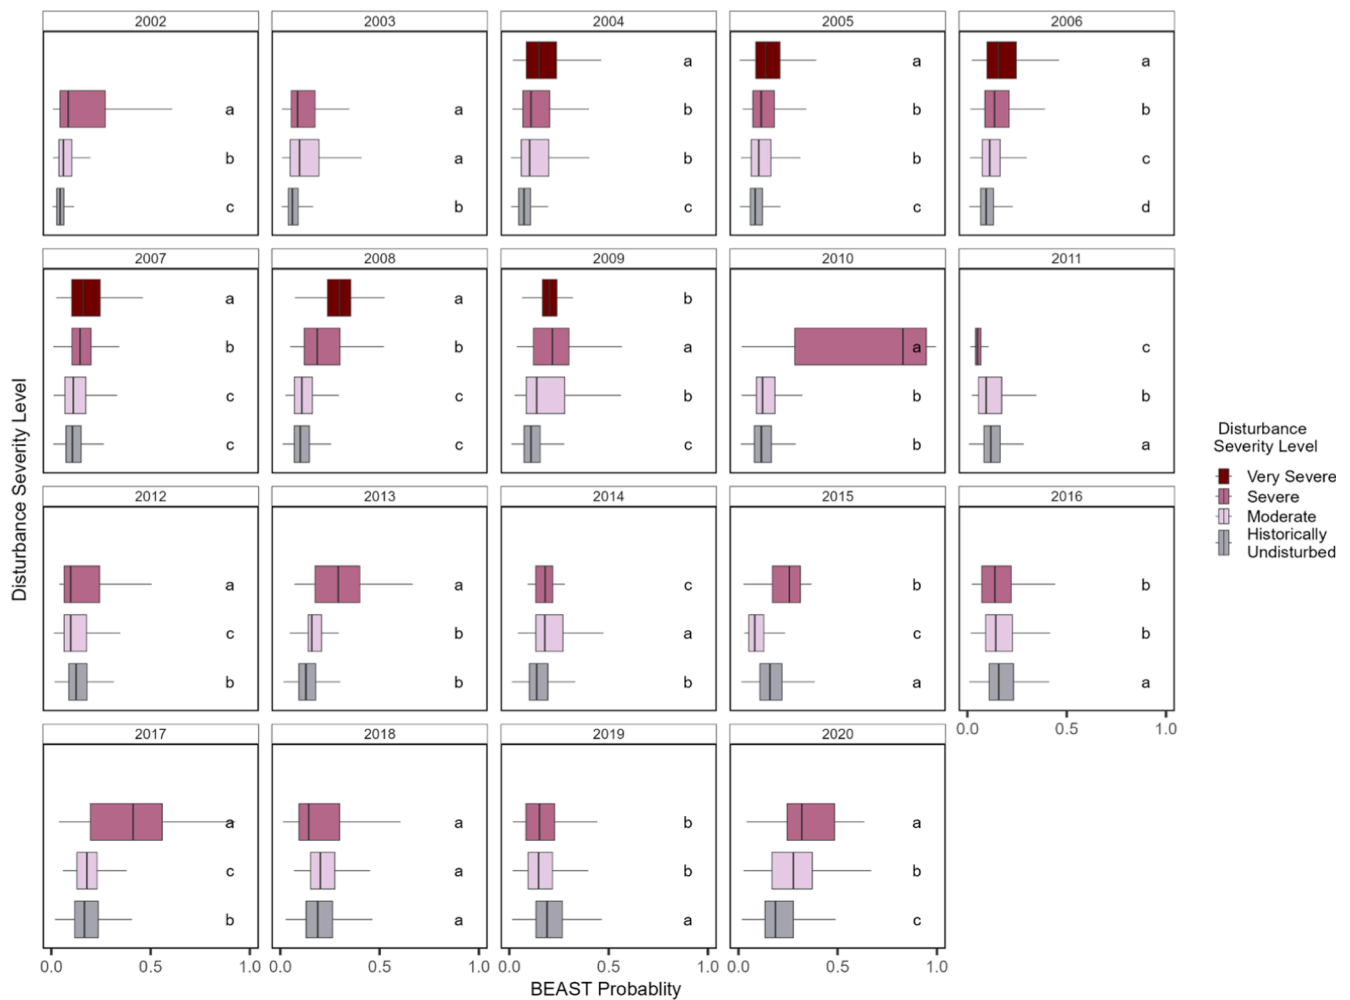 2002 2003 2004 2005 2006
a a
a a b b b
b a b b c
c b c c d
2007 2008 2009 2010 2011
a a b
b b a a c
c c b b b
c c c b a
2012 2013 2014 2015 2016
a a c b b
c b a c b
b b b a a
0.0 0.5 1.0
2017 2018 2019 2020
a a b a
c a b b
b a a c
0.0 0.5 1.0 0.0 0.5 1.0 0.0 0.5 1.0 0.0 0.5 1.0
BEAST Probablity
Disturbance Severity Level
Disturbance
Severity Level
Very Severe
Severe
Moderate
Historically
Undisturbed